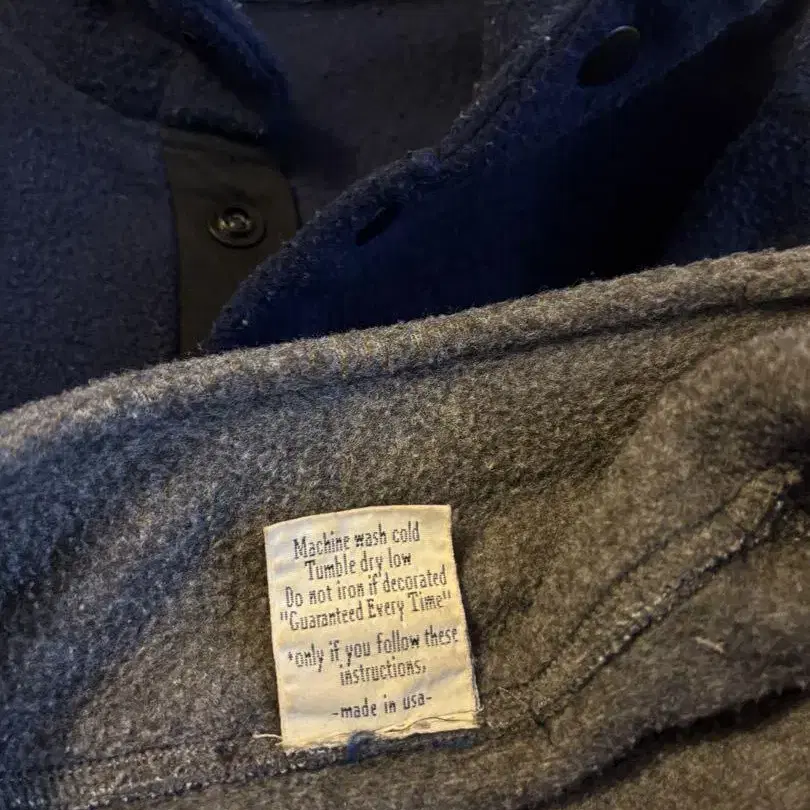 Machine wash cold
Tumble dry low
Do not iron if decorated
"Guaranteed Every Time"
*only if you follow these
instructions,
-made in usa-